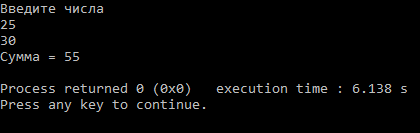 Введите числа
25
30
Сумма = 55
Process returned 0 (0x0)   execution time : 6.138 s
Press any key to continue.